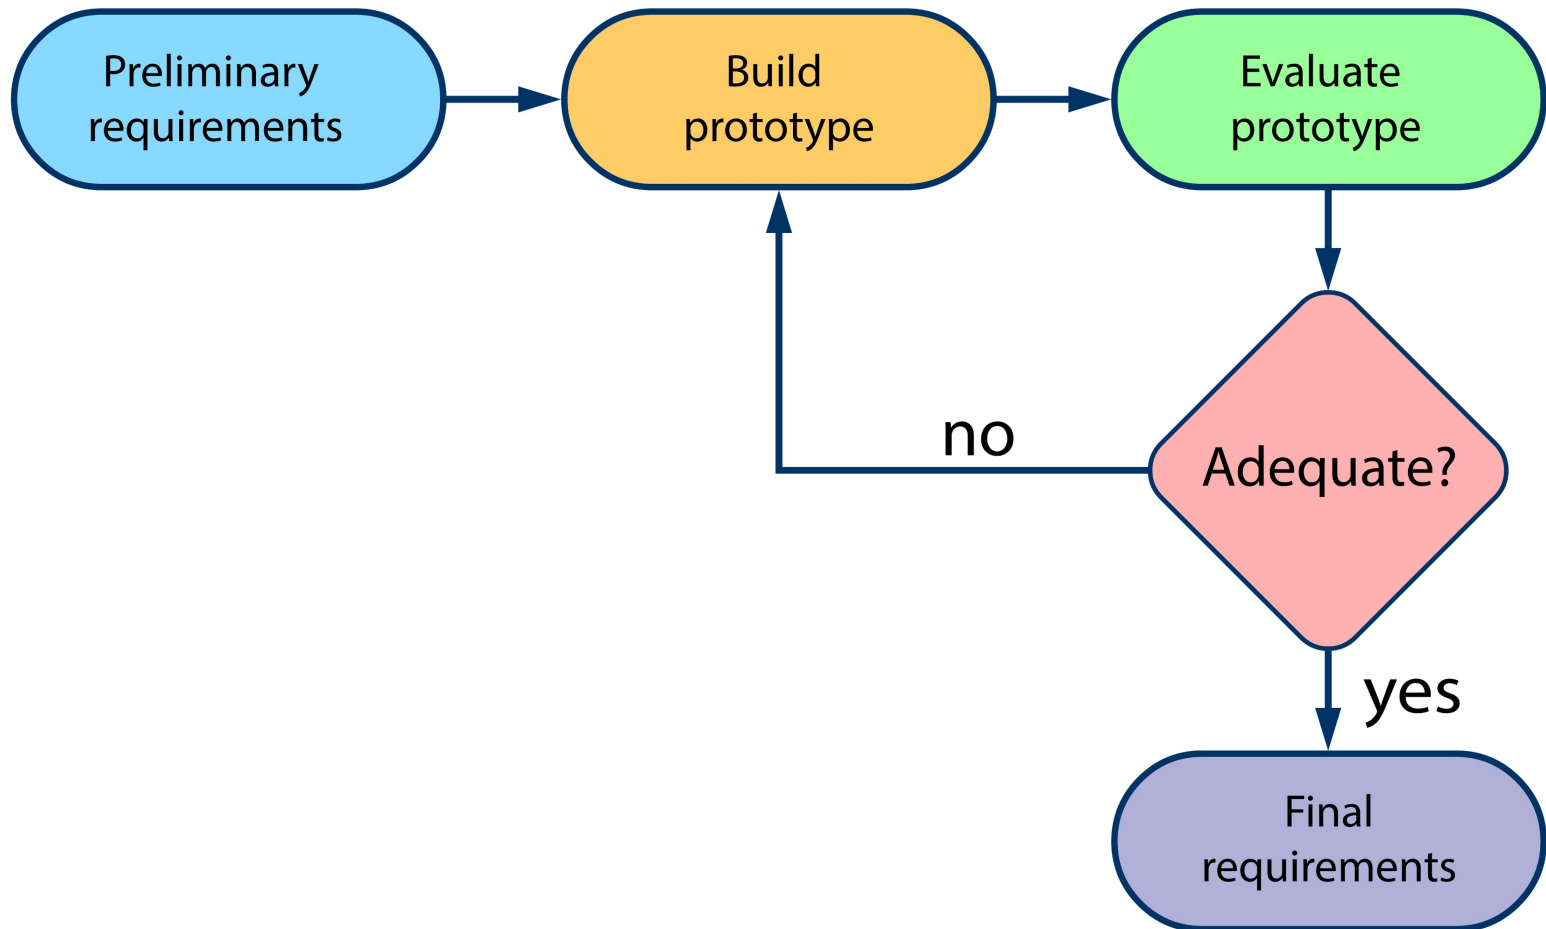 Preliminary
requirements
Build
prototype
Evaluate
prototype
no
Adequate?
yes
Final
requirements